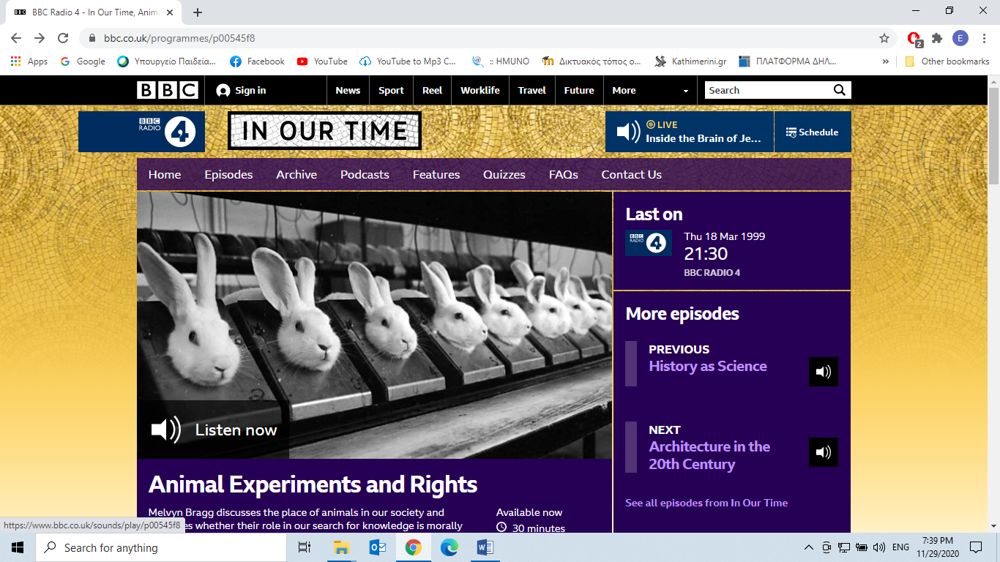 BBC Radio 4 - In Our Time, Anima
bbc.co.uk/programmes/p00545f8
E
2
Apps Google Υπουργείο Παιδεία... Facebook YouTube YouTube to Mp3 C... :: HMUNO Δικτυακός τόπος ο... Kathimerini.gr ΠΛΑΤΦΟΡΜΑ ΔΗΛ... » Other bookmarks
BBC Sign in News Sport Reel Worklife Travel Future More Search
BBC RADIO 4
IN OUR TIME
LIVE
Inside the Brain of Je...
Schedule
Home Episodes Archive Podcasts Features Quizzes FAQs Contact Us
Listen now
Last on
BBC RADIO 4
Thu 18 Mar 1999
21:30
BBC RADIO 4
More episodes
PREVIOUS
History as Science
NEXT
Architecture in the
20th Century
See all episodes from In Our Time
Animal Experiments and Rights
Melvyn Bragg discusses the place of animals in our society and
es whether their role in our search for knowledge is morally
Available now
30 minutes
https://www.bbc.co.uk/sounds/play/p00545f8
Search for anything
ENG
7:39 PM
11/29/2020